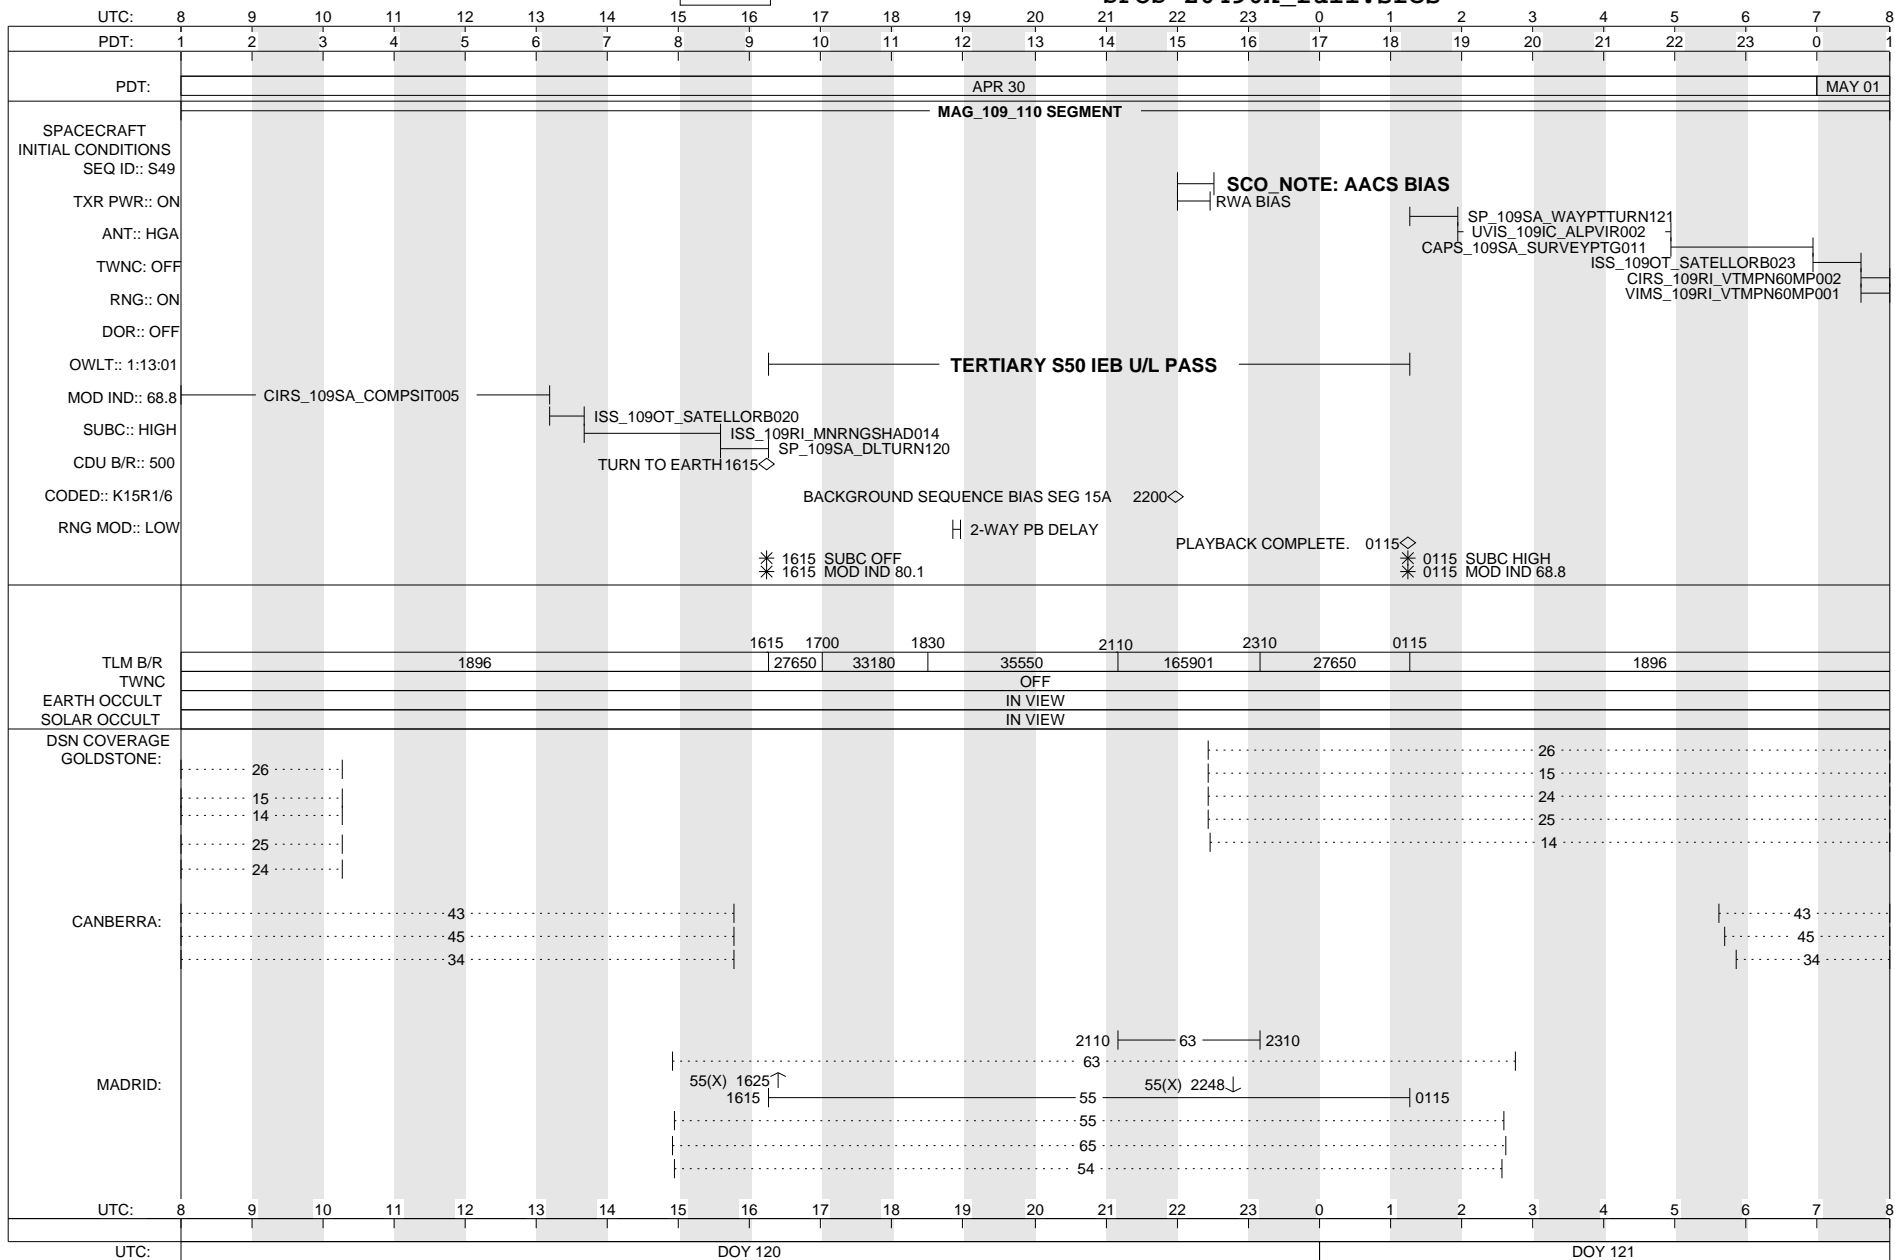 UTC: 8 9 10 11 12 13 14 15 16 17 18 19 20 21 22 23 0 1 2 3 4 5 6 7 8
PDT: 1 2 3 4 5 6 7 8 9 10 11 12 13 14 15 16 17 18 19 20 21 22 23 0 1
PDT: APR 30 MAY 01
MAG_109_110 SEGMENT
SPACECRAFT
INITIAL CONDITIONS
SEQ ID:: S49
SCO_NOTE: AACS BIAS
TXR PWR:: ON
RWA BIAS
SP_109SA_WAYPTTURN121
ANT:: HGA
UVIS_109IC_ALPVIR002
CAPS_109SA_SURVEYPTG011
TWNC: OFF
ISS_109OT_SATELLORB023
CIRS_109RI_VTMPN60MP002
RNG:: ON
VIMS_109RI_VTMPN60MP001
DOR:: OFF
OWLT:: 1:13:01
TERTIARY S50 IEB U/L PASS
MOD IND:: 68.8
CIRS_109SA_COMPSIT005
ISS_109OT_SATELLORB020
SUBC:: HIGH
ISS_109RI_MNRNGSHAD014
SP_109SA_DLTURN120
CDU B/R:: 500
TURN TO EARTH 1615
CODED:: K15R1/6
BACKGROUND SEQUENCE BIAS SEG 15A 2200
RNG MOD:: LOW
2-WAY PB DELAY
PLAYBACK COMPLETE. 0115
1615 SUBC OFF 0115 SUBC HIGH
1615 MOD IND 80.1 0115 MOD IND 68.8
1615 1700 1830 2110 2310 0115
TLM B/R 1896 27650 33180 35550 165901 27650 1896
TWNC OFF
EARTH OCCULT IN VIEW
SOLAR OCCULT IN VIEW
DSN COVERAGE
GOLDSTONE:
26
26
15
15
24
14
25
25
14
24
CANBERRA:
43 43
45 45
34 34
2110 63 2310
63
MADRID:
55(X) 1625 55(X) 2248
1615 55 0115
55
65
54
UTC: 8 9 10 11 12 13 14 15 16 17 18 19 20 21 22 23 0 1 2 3 4 5 6 7 8
UTC: DOY 120 DOY 121